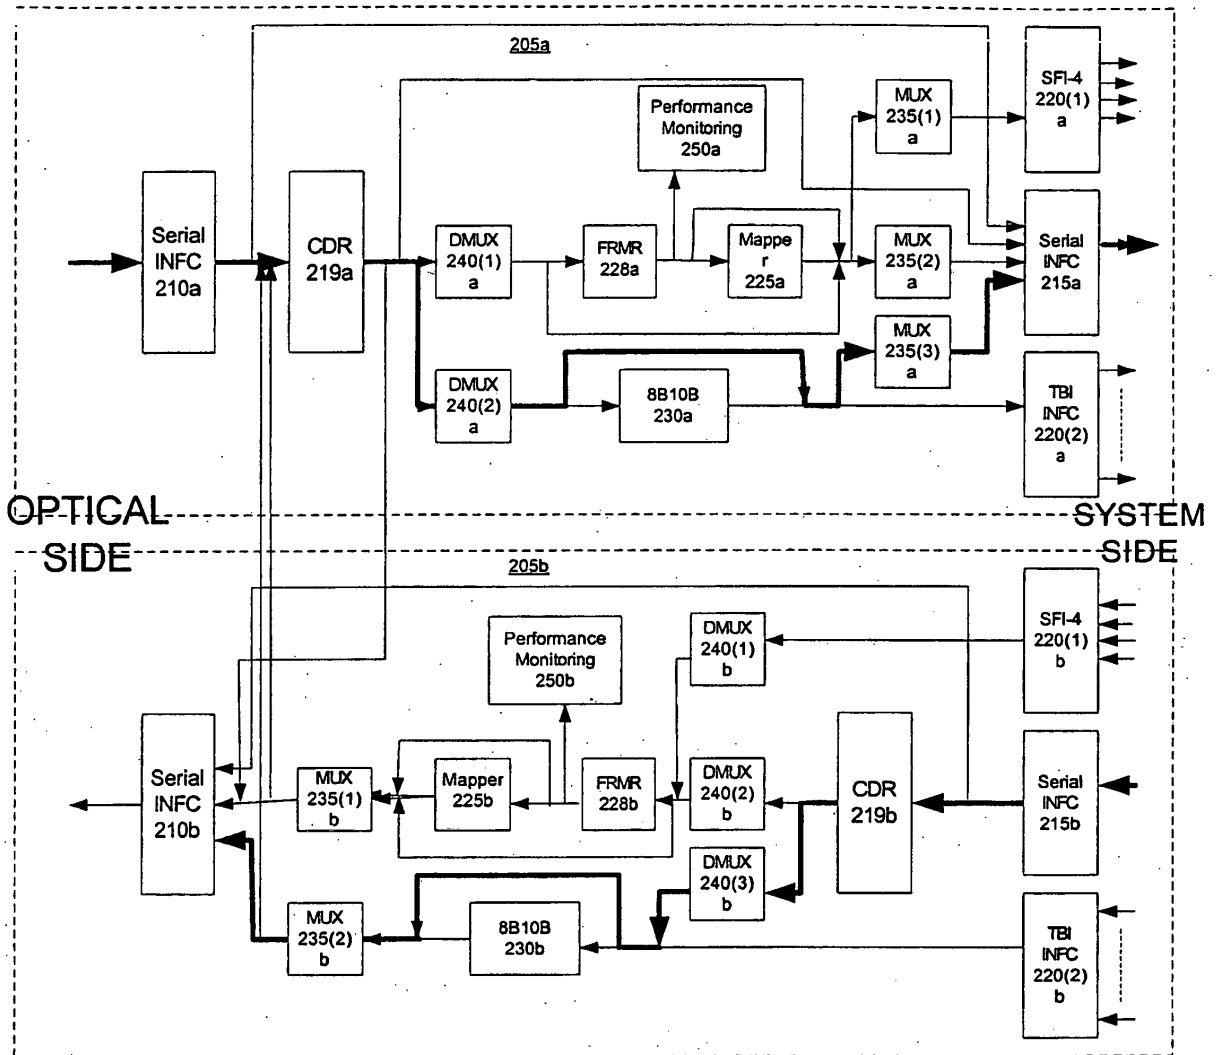 205a
SFI-4
220(1)
a
MUX
235(1)
a
Performance
Monitoring
250a
Serial
INFC
210a
CDR
219a
DMUX
240(1)
a
FRMR
228a
Mappe
r
225a
MUX
235(2)
a
Serial
INFC
215a
MUX
235(3)
a
DMUX
240(2)
a
8B10B
230a
TBI
INFC
220(2)
a
OPTICAL
SIDE
SYSTEM
SIDE
205b
SFI-4
220(1)
b
DMUX
240(1)
b
Performance
Monitoring
250b
Serial
INFC
210b
MUX
235(1)
b
Mapper
225b
FRMR
228b
DMUX
240(2)
b
CDR
219b
Serial
INFC
215b
DMUX
240(3)
b
MUX
235(2)
b
8B10B
230b
TBI
INFC
220(2)
b